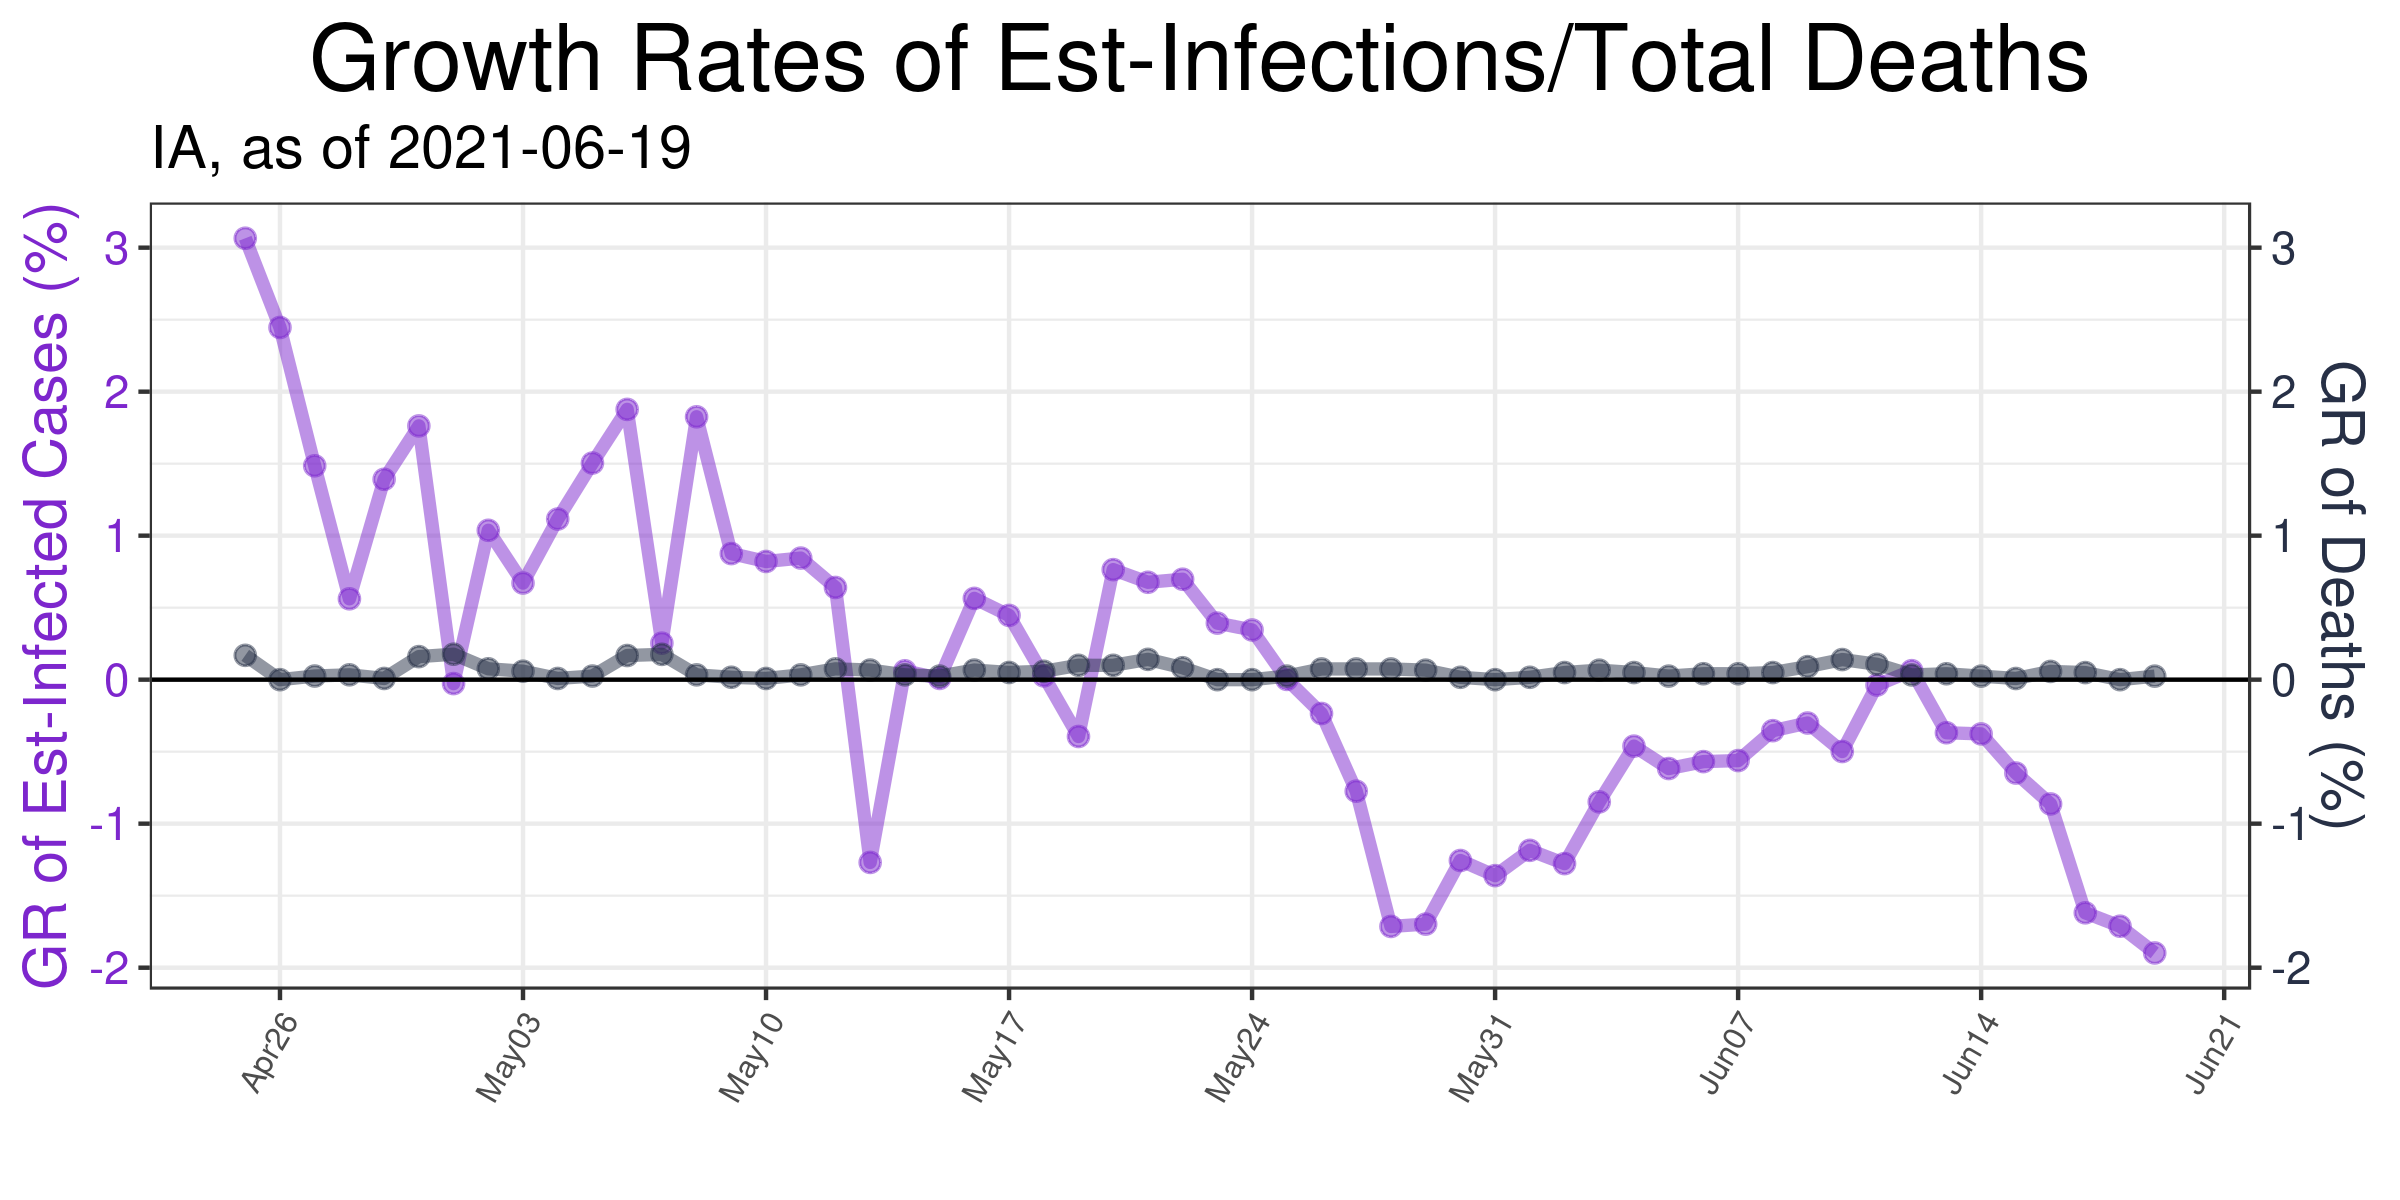 Growth Rates of Est-Infections/Total Deaths
IA, as of 2021-06-19
GR of Est-Infected Cases (%)
3
2
1
0
-1
-2
3
2
1
0
-1
-2
GR of Deaths (%)
Apr26
May03
May10
May17
May24
May31
Jun07
Jun14
Jun21